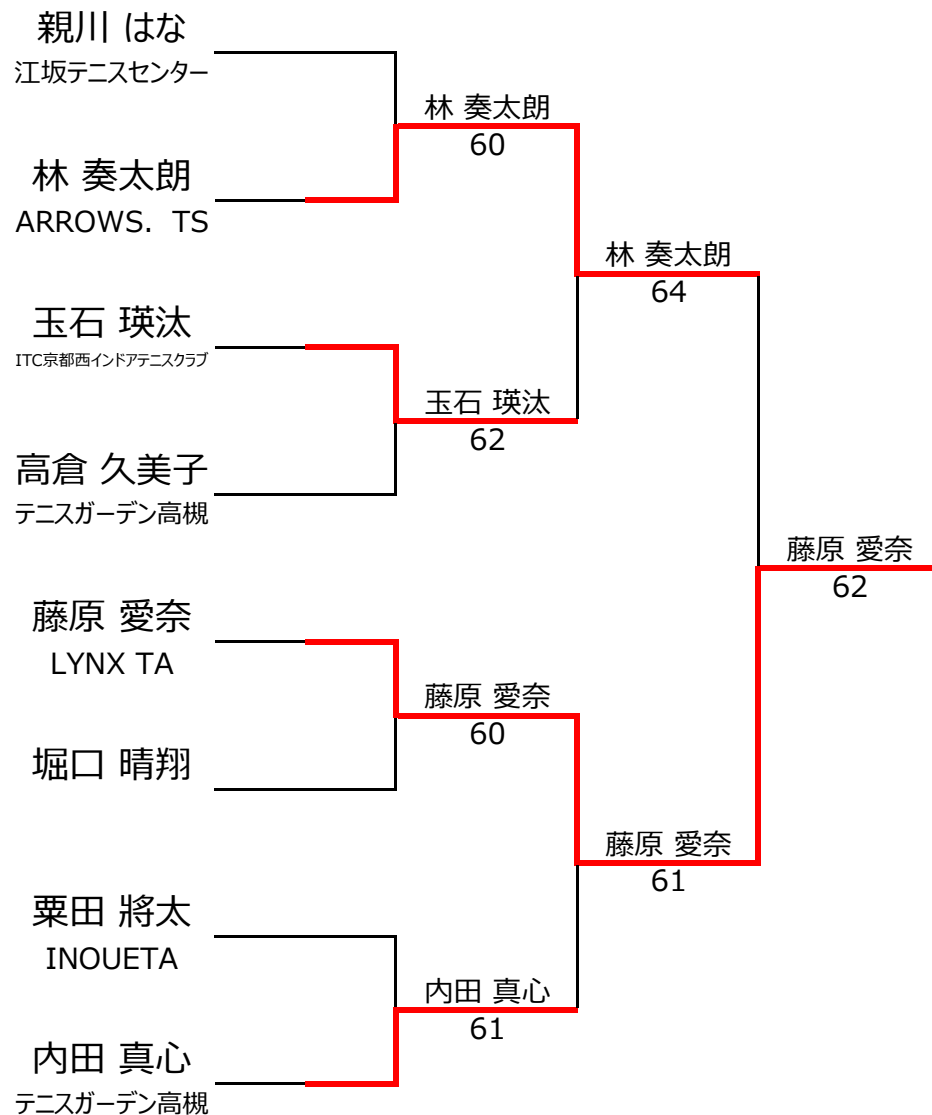 親川 はな
江坂テニスセンター
林 奏太朗
ARROWS. TS
玉石 瑛汰
ITC京都西インドアテニスクラブ
高倉 久美子
テニスガーデン高槻
藤原 愛奈
LYNX TA
堀口 晴翔
粟田 將太
INOUETA
内田 真心
テニスガーデン高槻
林 奏太朗
60
玉石 瑛汰
62
藤原 愛奈
60
内田 真心
61
林 奏太朗
64
藤原 愛奈
61
藤原 愛奈
62